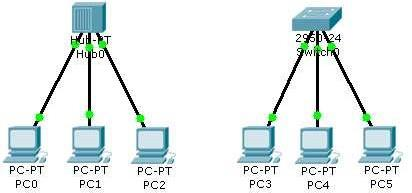 Hub-PT
Hub0
2950-24
Switch0
PC-PT
PC0
PC-PT
PC1
PC-PT
PC2
PC-PT
PC3
PC-PT
PC4
PC-PT
PC5